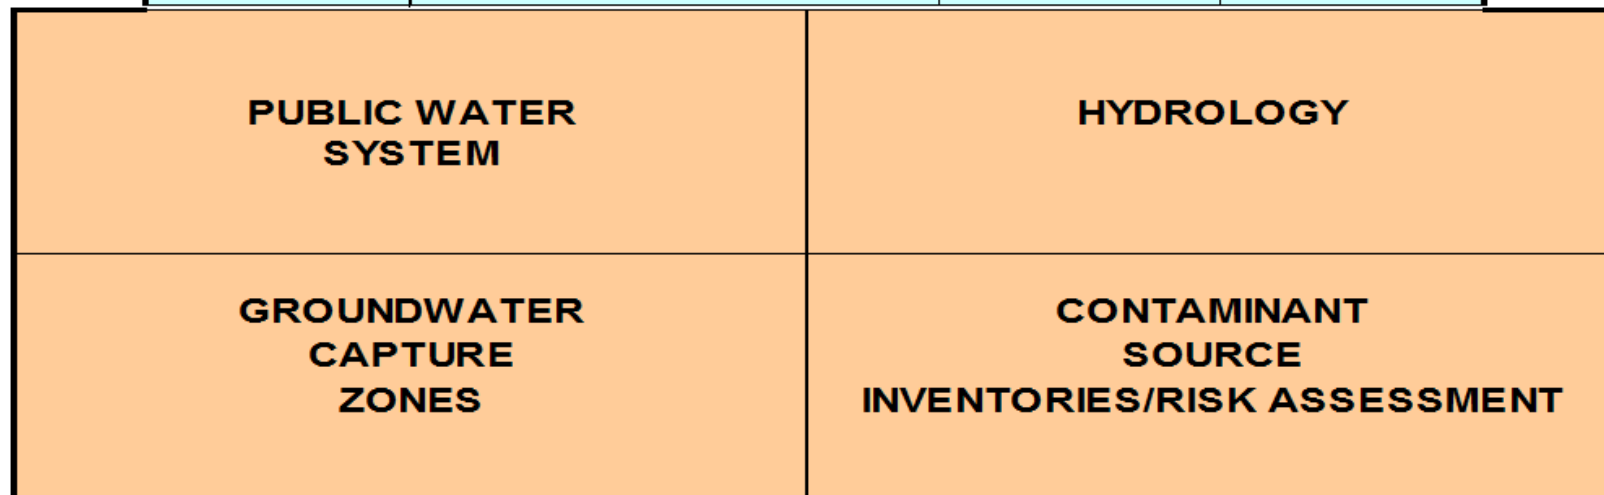 PUBLIC WATER
SYSTEM
HYDROLOGY
GROUNDWATER
CAPTURE
ZONES
CONTAMINANT
SOURCE
INVENTORIES/RISK ASSESSMENT